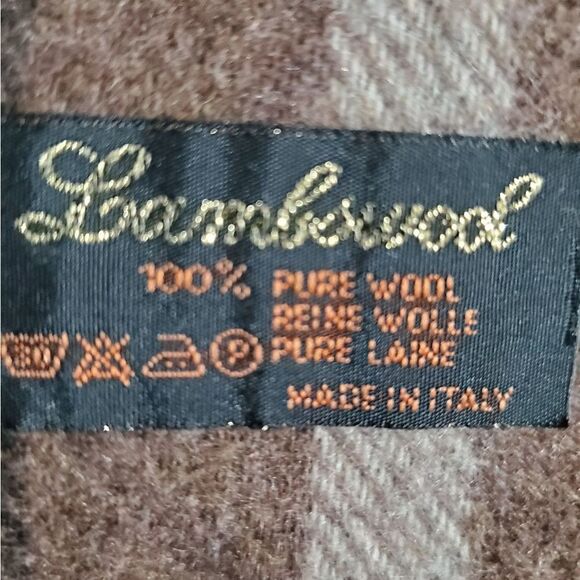 Lambswool
100% PURE WOOL
REINE WOLLE
PURE LAINE
MADE IN ITALY